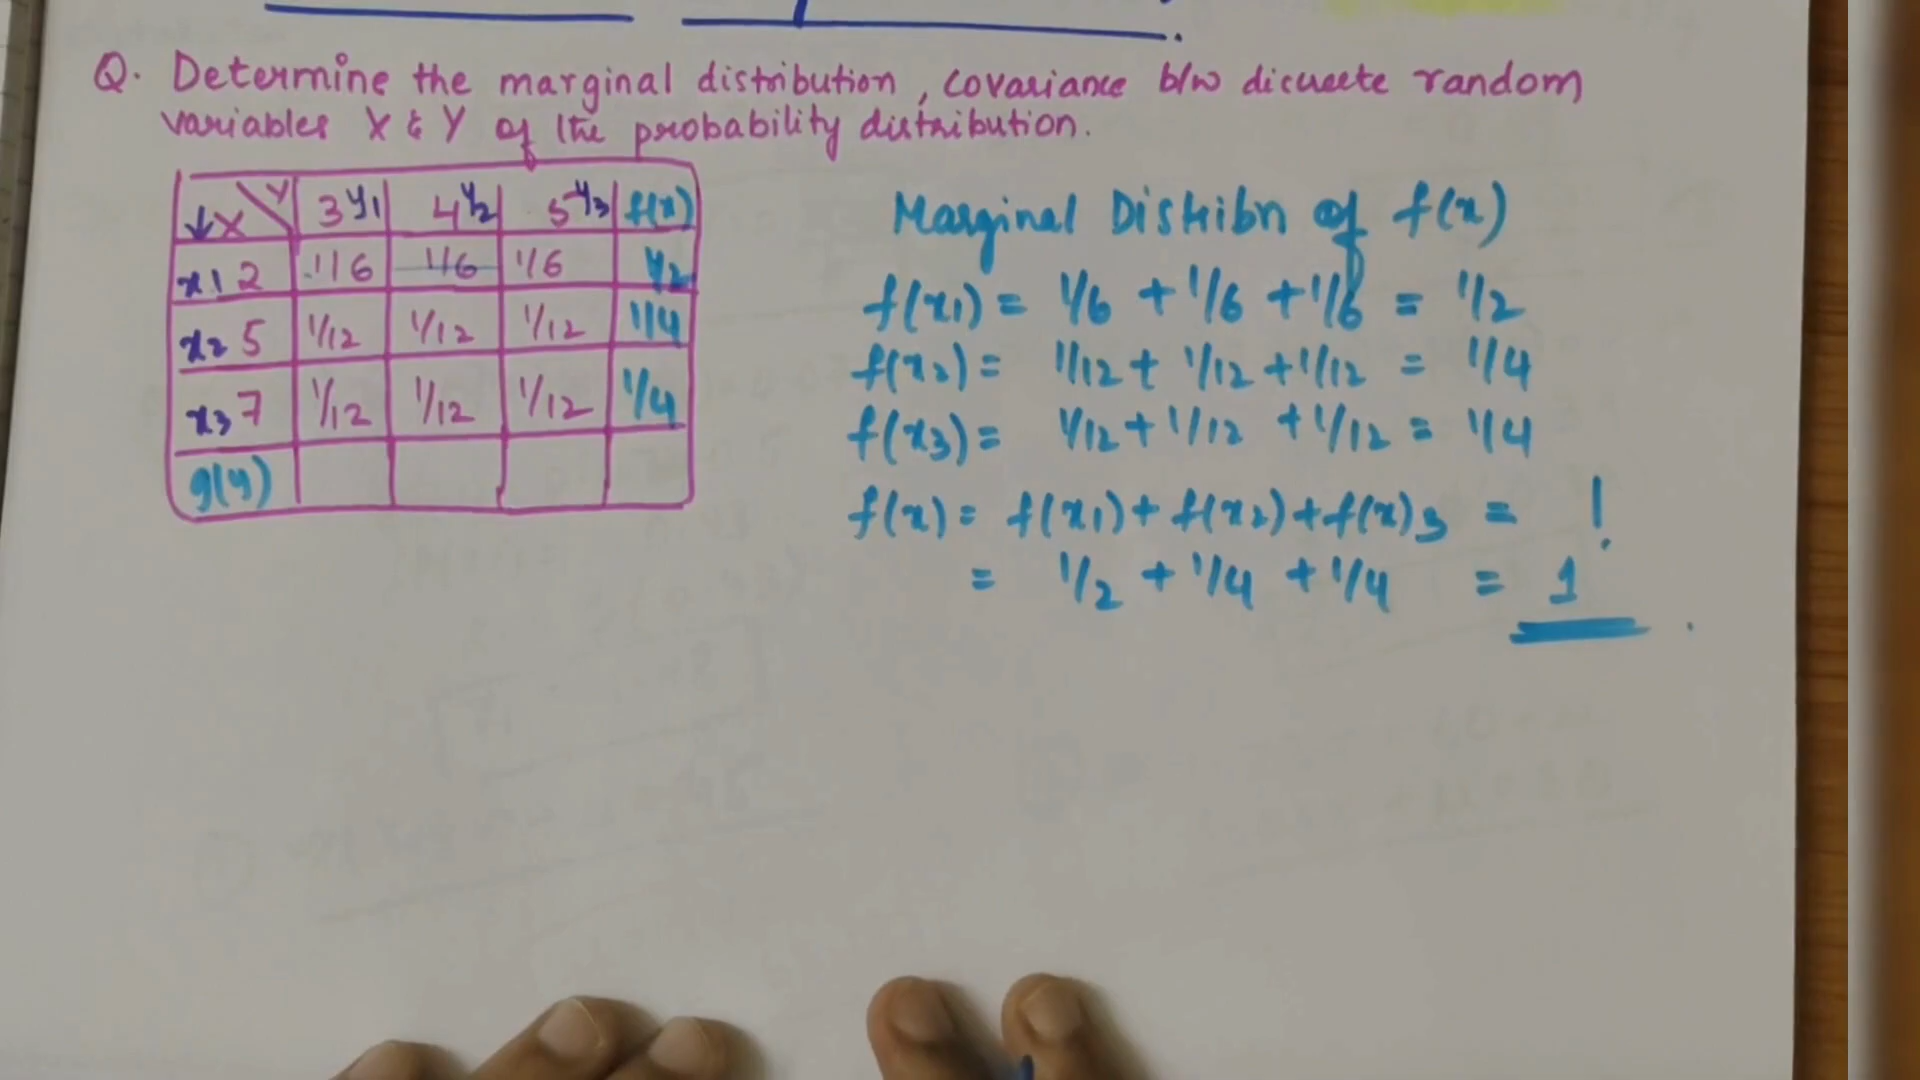 Q. Determine the marginal distribution, covariance b/w dicuete random
variables X & Y of the probability distribution.
↓X Y 3 y1 4 y2 5 y3 f(x)
x1 2 1/6 1/6 1/6 1/2
x2 5 1/12 1/12 1/12 1/4
x3 7 1/12 1/12 1/12 1/4
g(y)
Marginal Distribn of f(x)
f(x1) = 1/6 + 1/6 + 1/6 = 1/2
f(x2) = 1/12 + 1/12 + 1/12 = 1/4
f(x3) = 1/12 + 1/12 + 1/12 = 1/4
f(x) = f(x1) + f(x2) + f(x)3 = 1.
= 1/2 + 1/4 + 1/4 = 1